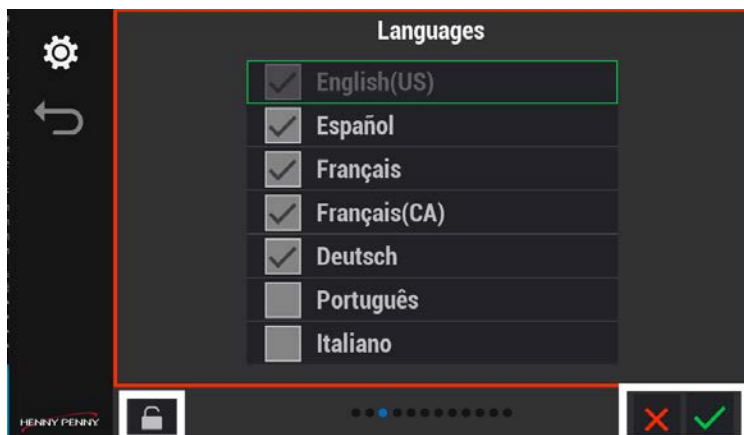 Languages
English(US)
Español
Français
Français(CA)
Deutsch
Português
Italiano
HENNY PENNY